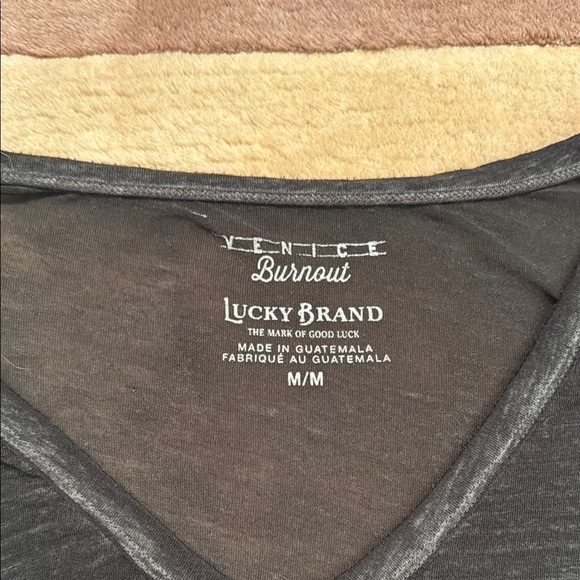 VENICE
Burnout
LUCKY BRAND
THE MARK OF GOOD LUCK
MADE IN GUATEMALA
FABRIQUÉ AU GUATEMALA
M/M